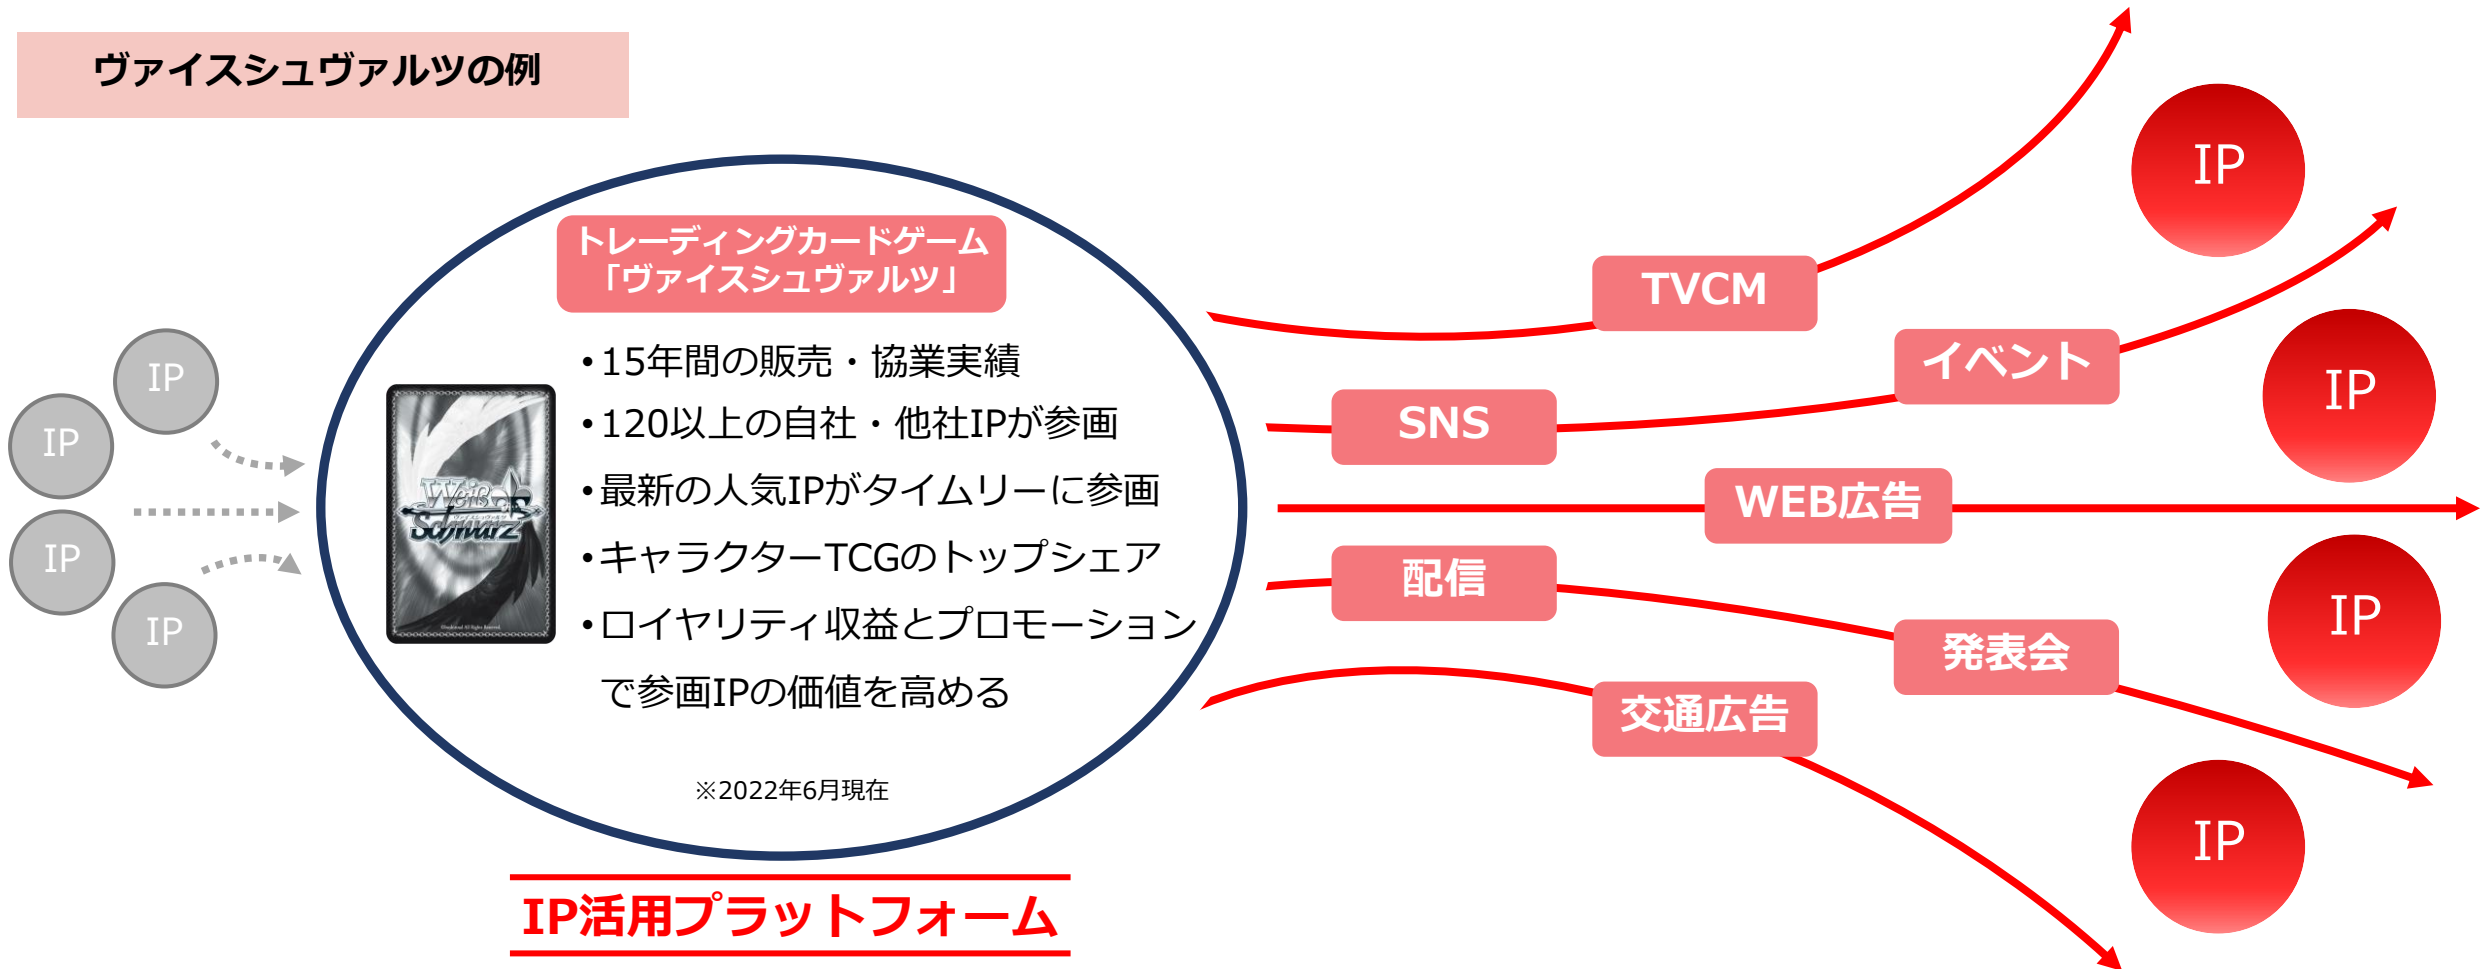 ヴァイスシュヴァルツの例
IP
IP
IP
IP
トレーディングカードゲーム
「ヴァイスシュヴァルツ」
•15年間の販売・協業実績
•120以上の自社・他社IPが参画
•最新の人気IPがタイムリーに参画
•キャラクターTCGのトップシェア
•ロイヤリティ収益とプロモーション
で参画IPの価値を高める
※2022年6月現在
Weiß
Schwarz
IP活用プラットフォーム
TVCM
イベント
SNS
WEB広告
配信
発表会
交通広告
IP
IP
IP
IP